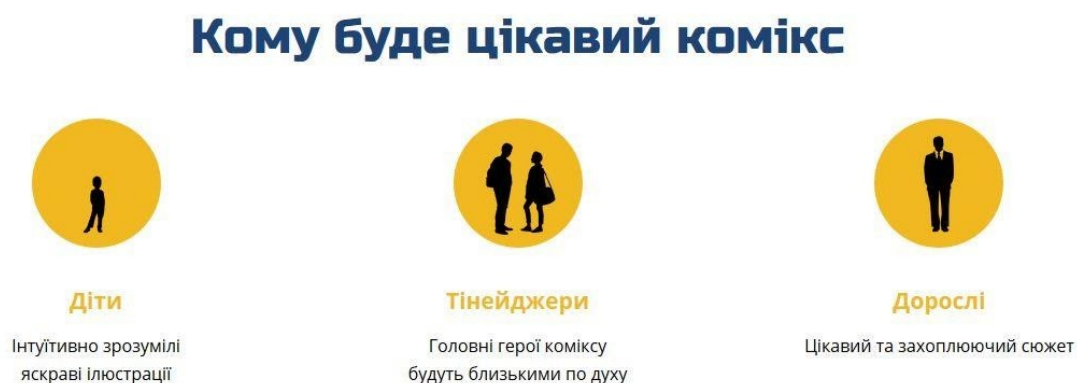 Кому буде цікавий комікс
Діти
Інтуїтивно зрозумілі
яскраві ілюстрації
Тінейджери
Головні герої коміксу
будуть близькими по духу
Дорослі
Цікавий та захоплюючий сюжет